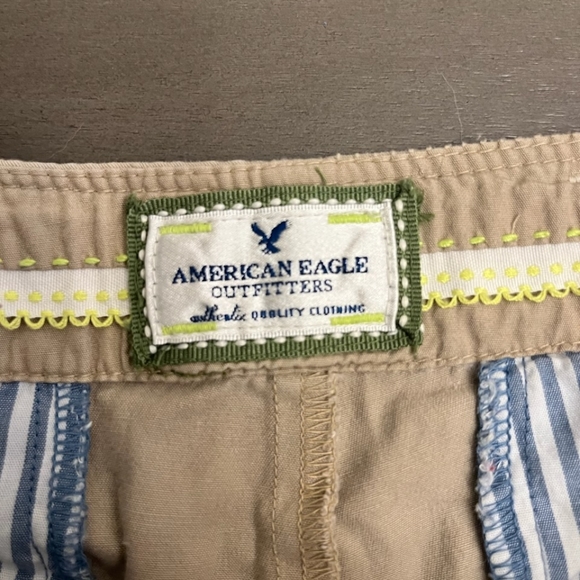 AMERICAN EAGLE
OUTFITTERS
authentic QUALITY CLOTHING